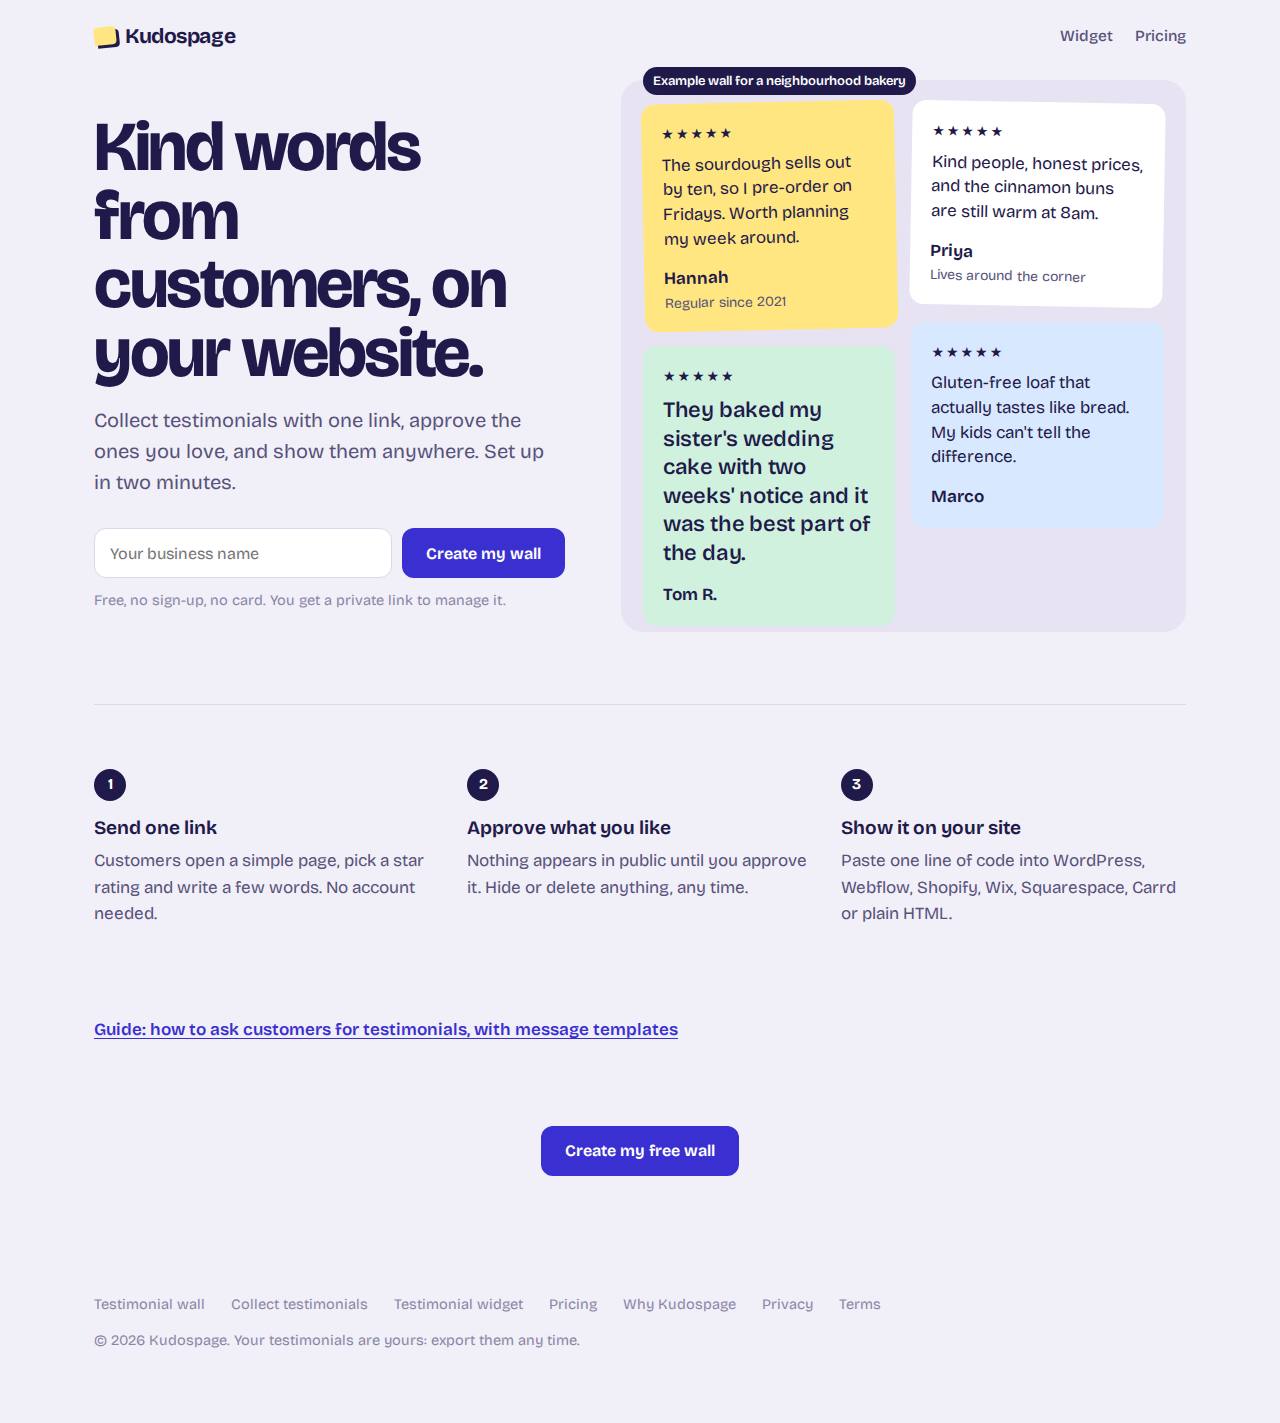 Kudospage
Widget
Pricing
Kind words
from
customers, on
your website.
Collect testimonials with one link, approve the
ones you love, and show them anywhere. Set up
in two minutes.
Your business name
Create my wall
Free, no sign-up, no card. You get a private link to manage it.
Example wall for a neighbourhood bakery
★★★★★
The sourdough sells out
by ten, so I pre-order on
Fridays. Worth planning
my week around.
Hannah
Regular since 2021
★★★★★
They baked my
sister's wedding
cake with two
weeks' notice and it
was the best part of
the day.
Tom R.
★★★★★
Kind people, honest prices,
and the cinnamon buns
are still warm at 8am.
Priya
Lives around the corner
★★★★★
Gluten-free loaf that
actually tastes like bread.
My kids can't tell the
difference.
Marco
1
Send one link
Customers open a simple page, pick a star
rating and write a few words. No account
needed.
2
Approve what you like
Nothing appears in public until you approve
it. Hide or delete anything, any time.
3
Show it on your site
Paste one line of code into WordPress,
Webflow, Shopify, Wix, Squarespace, Carrd
or plain HTML.
Guide: how to ask customers for testimonials, with message templates
Create my free wall
Testimonial wall
Collect testimonials
Testimonial widget
Pricing
Why Kudospage
Privacy
Terms
© 2026 Kudospage. Your testimonials are yours: export them any time.